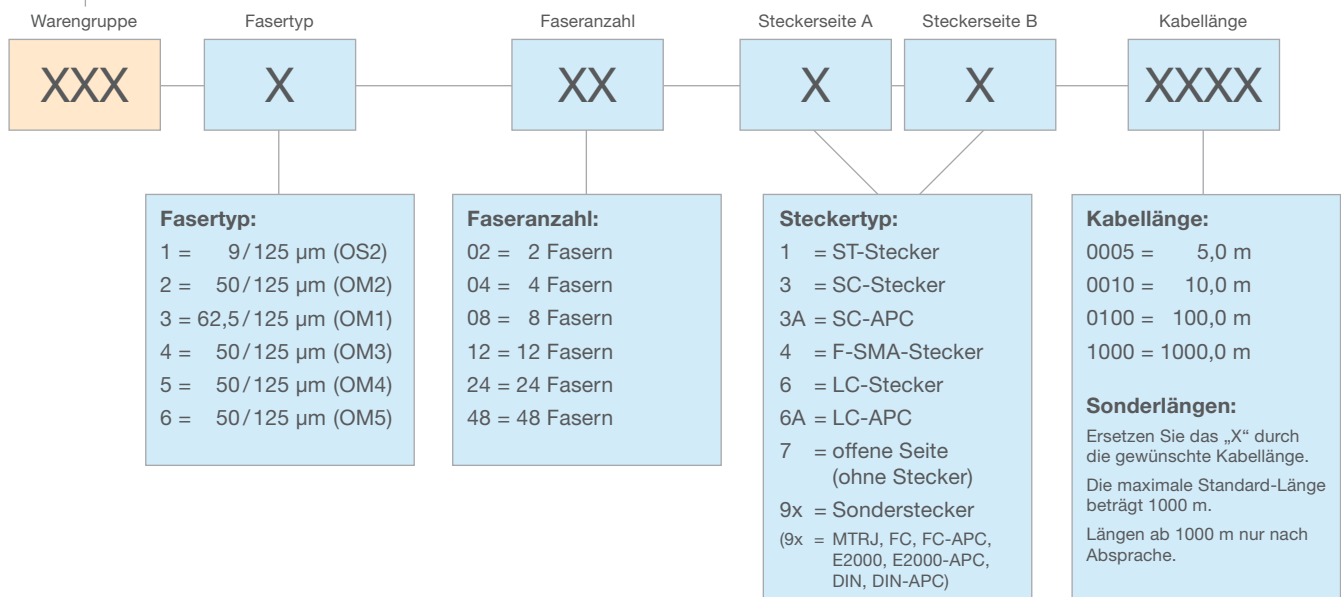 Warengruppe
Fasertyp
Faseranzahl
Steckerseite A
Steckerseite B
Kabellänge
XXX
X
XX
X
X
XXXX
Fasertyp:
1 = 9/125 µm (OS2)
2 = 50/125 µm (OM2)
3 = 62,5/125 µm (OM1)
4 = 50/125 µm (OM3)
5 = 50/125 µm (OM4)
6 = 50/125 µm (OM5)
Faseranzahl:
02 = 2 Fasern
04 = 4 Fasern
08 = 8 Fasern
12 = 12 Fasern
24 = 24 Fasern
48 = 48 Fasern
Steckertyp:
1 = ST-Stecker
3 = SC-Stecker
3A = SC-APC
4 = F-SMA-Stecker
6 = LC-Stecker
6A = LC-APC
7 = offene Seite
(ohne Stecker)
9x = Sonderstecker
(9x = MTRJ, FC, FC-APC,
E2000, E2000-APC,
DIN, DIN-APC)
Kabellänge:
0005 = 5,0 m
0010 = 10,0 m
0100 = 100,0 m
1000 = 1000,0 m
Sonderlängen:
Ersetzen Sie das „X“ durch
die gewünschte Kabellänge.
Die maximale Standard-Länge
beträgt 1000 m.
Längen ab 1000 m nur nach
Absprache.